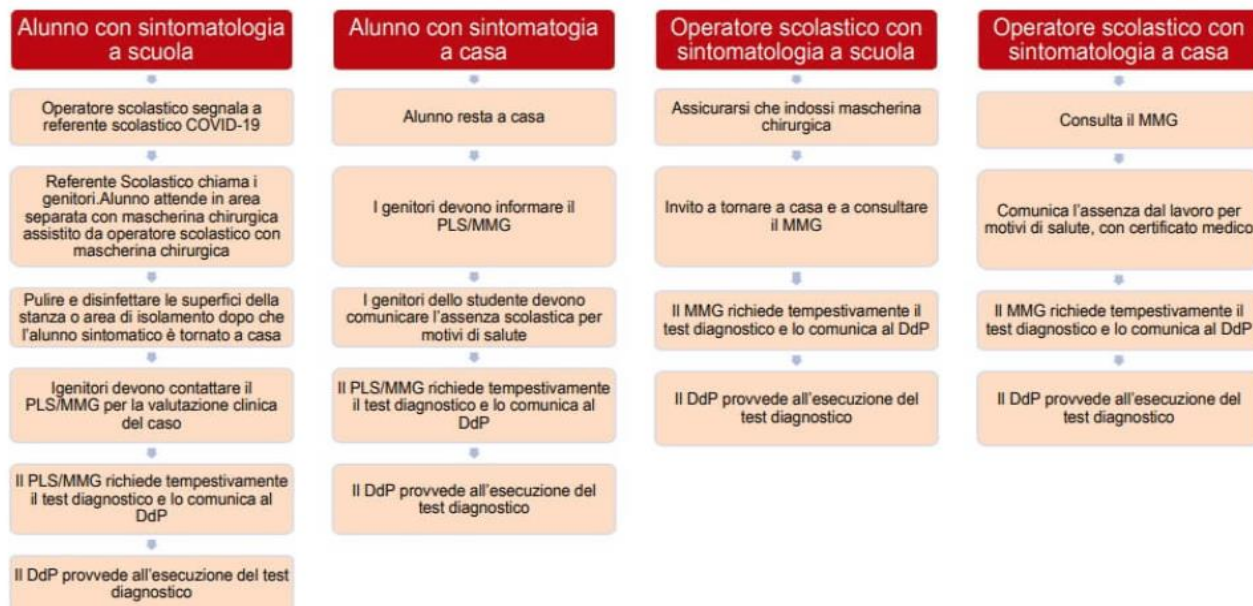 Alunno con sintomatologia
a scuola
Operatore scolastico segnala a
referente scolastico COVID-19
Referente Scolastico chiama i
genitori.Alunno attende in area
separata con mascherina chirurgica
assistito da operatore scolastico con
mascherina chirurgica
Pulire e disinfettare le superfici della
stanza o area di isolamento dopo che
l'alunno sintomatico è tornato a casa
Igenitori devono contattare il
PLS/MMG per la valutazione clinica
del caso
Il PLS/MMG richiede tempestivamente
il test diagnostico e lo comunica al
DdP
Il DdP provvede all'esecuzione del test
diagnostico
Alunno con sintomatogia
a casa
Alunno resta a casa
I genitori devono informare il
PLS/MMG
I genitori dello studente devono
comunicare l'assenza scolastica per
motivi di salute
Il PLS/MMG richiede tempestivamente
il test diagnostico e lo comunica al
DdP
Il DdP provvede all'esecuzione del
test diagnostico
Operatore scolastico con
sintomatologia a scuola
Assicurarsi che indossi mascherina
chirurgica
Invito a tornare a casa e a consultare
il MMG
Il MMG richiede tempestivamente il
test diagnostico e lo comunica al DdP
Il DdP provvede all'esecuzione del
test diagnostico
Operatore scolastico con
sintomatologia a casa
Consulta il MMG
Comunica l'assenza dal lavoro per
motivi di salute, con certificato medico
Il MMG richiede tempestivamente il
test diagnostico e lo comunica al DdP
Il DdP provvede all'esecuzione del
test diagnostico